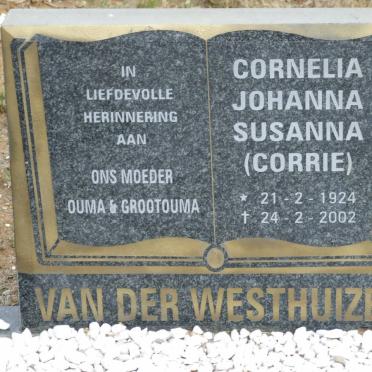 IN
LIEFDEVOLLE
HERINNERING
AAN
ONS MOEDER
OUMA & GROOTOUMA
CORNELIA
JOHANNA
SUSANNA
(CORRIE)
★ 21-2-1924
† 24-2-2002
VAN DER